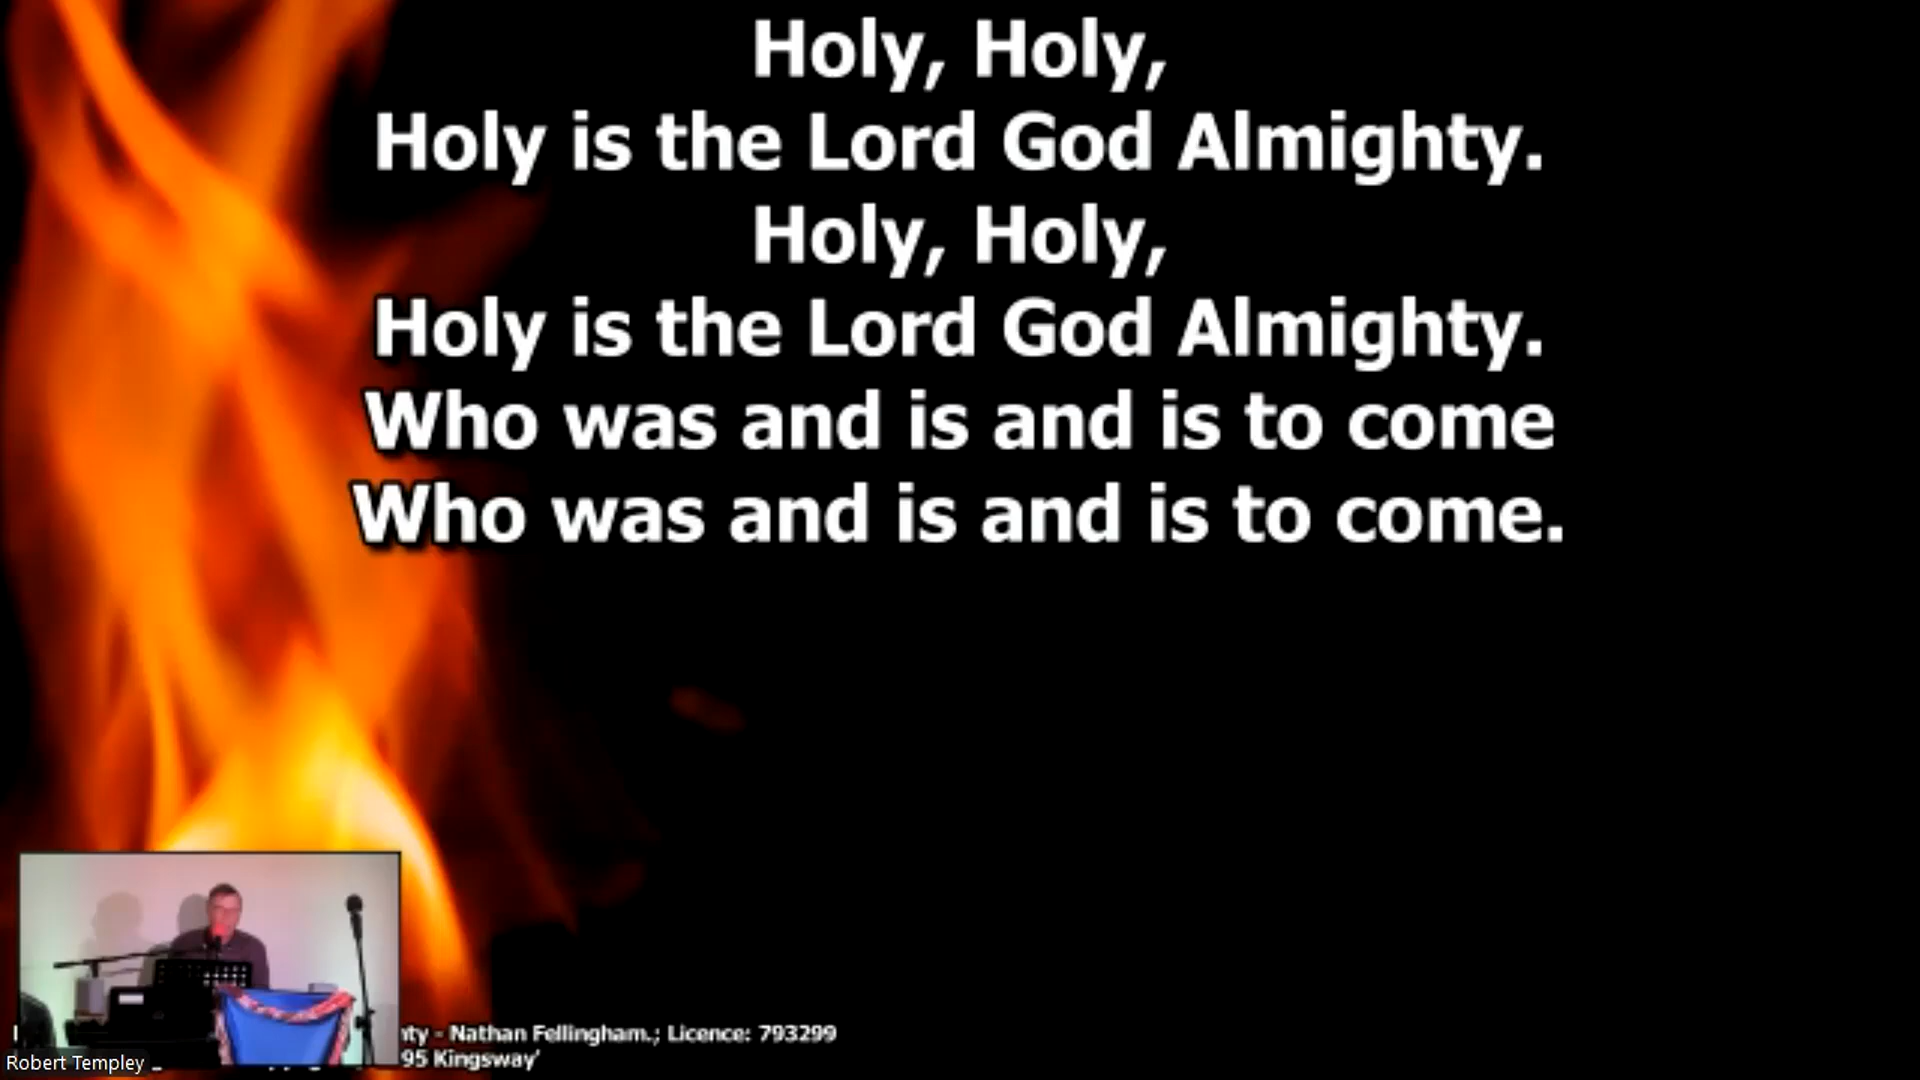 Holy, Holy,
Holy is the Lord God Almighty.
Holy, Holy,
Holy is the Lord God Almighty.
Who was and is and is to come
Who was and is and is to come.
- Nathan Fellingham.; Licence: 793299
95 Kingsway'
Robert Templey